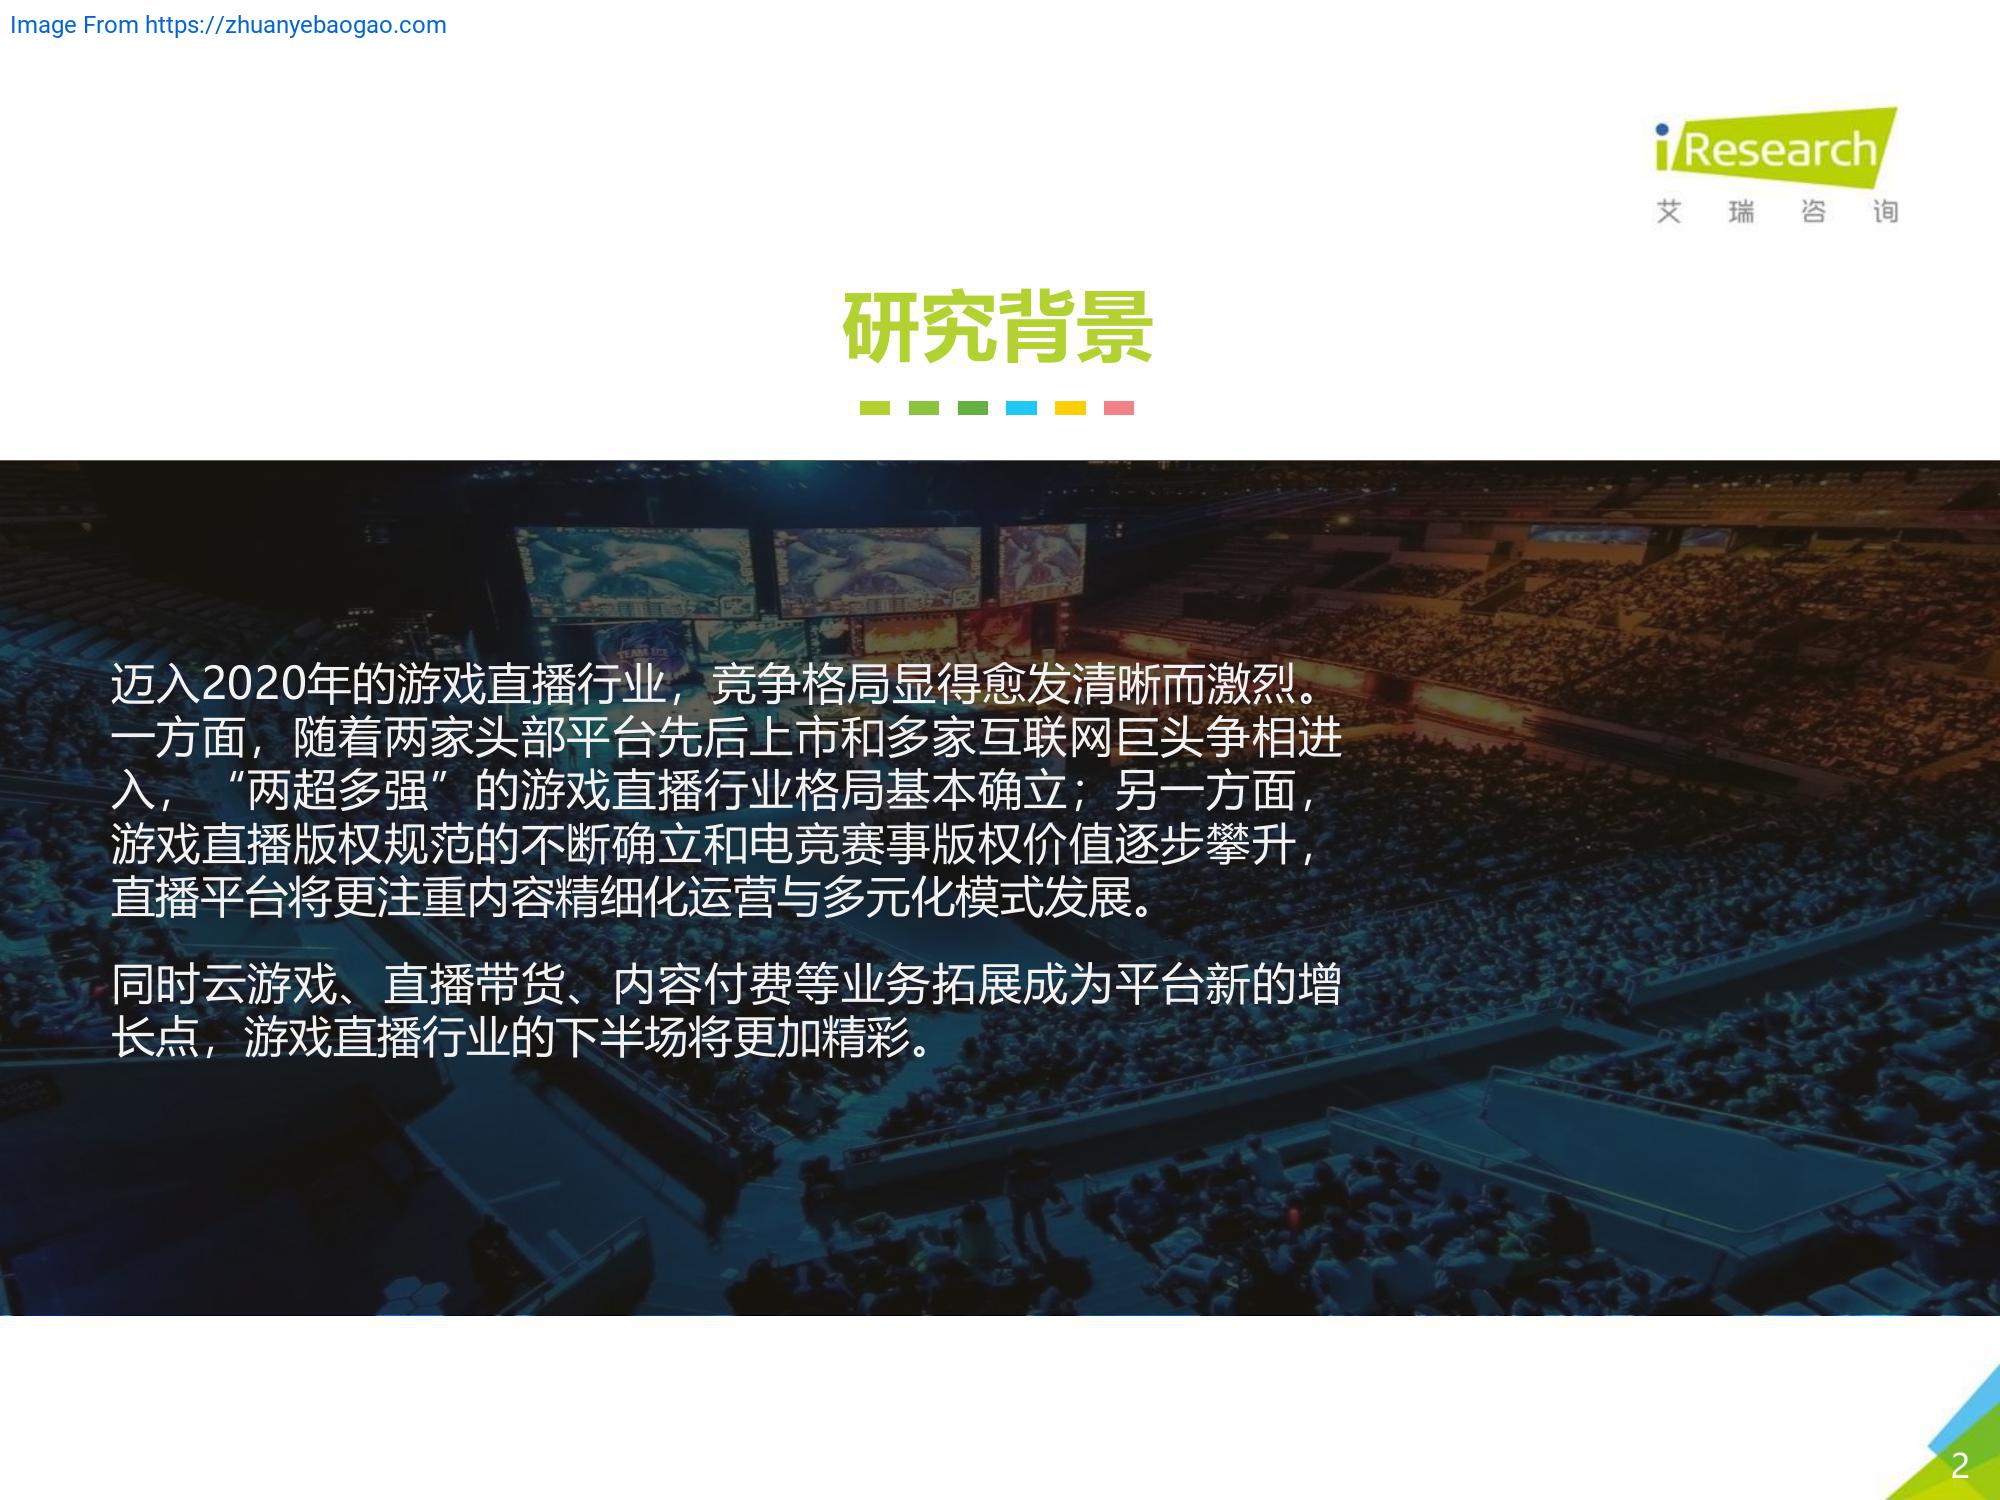 Image From https://zhuanyebaogao.com
iResearch
艾瑞咨询
研究背景
迈入2020年的游戏直播行业，竞争格局显得愈发清晰而激烈。
一方面，随着两家头部平台先后上市和多家互联网巨头争相进
入，“两超多强”的游戏直播行业格局基本确立；另一方面，
游戏直播版权规范的不断确立和电竞赛事版权价值逐步攀升，
直播平台将更注重内容精细化运营与多元化模式发展。
同时云游戏、直播带货、内容付费等业务拓展成为平台新的增
长点，游戏直播行业的下半场将更加精彩。
2